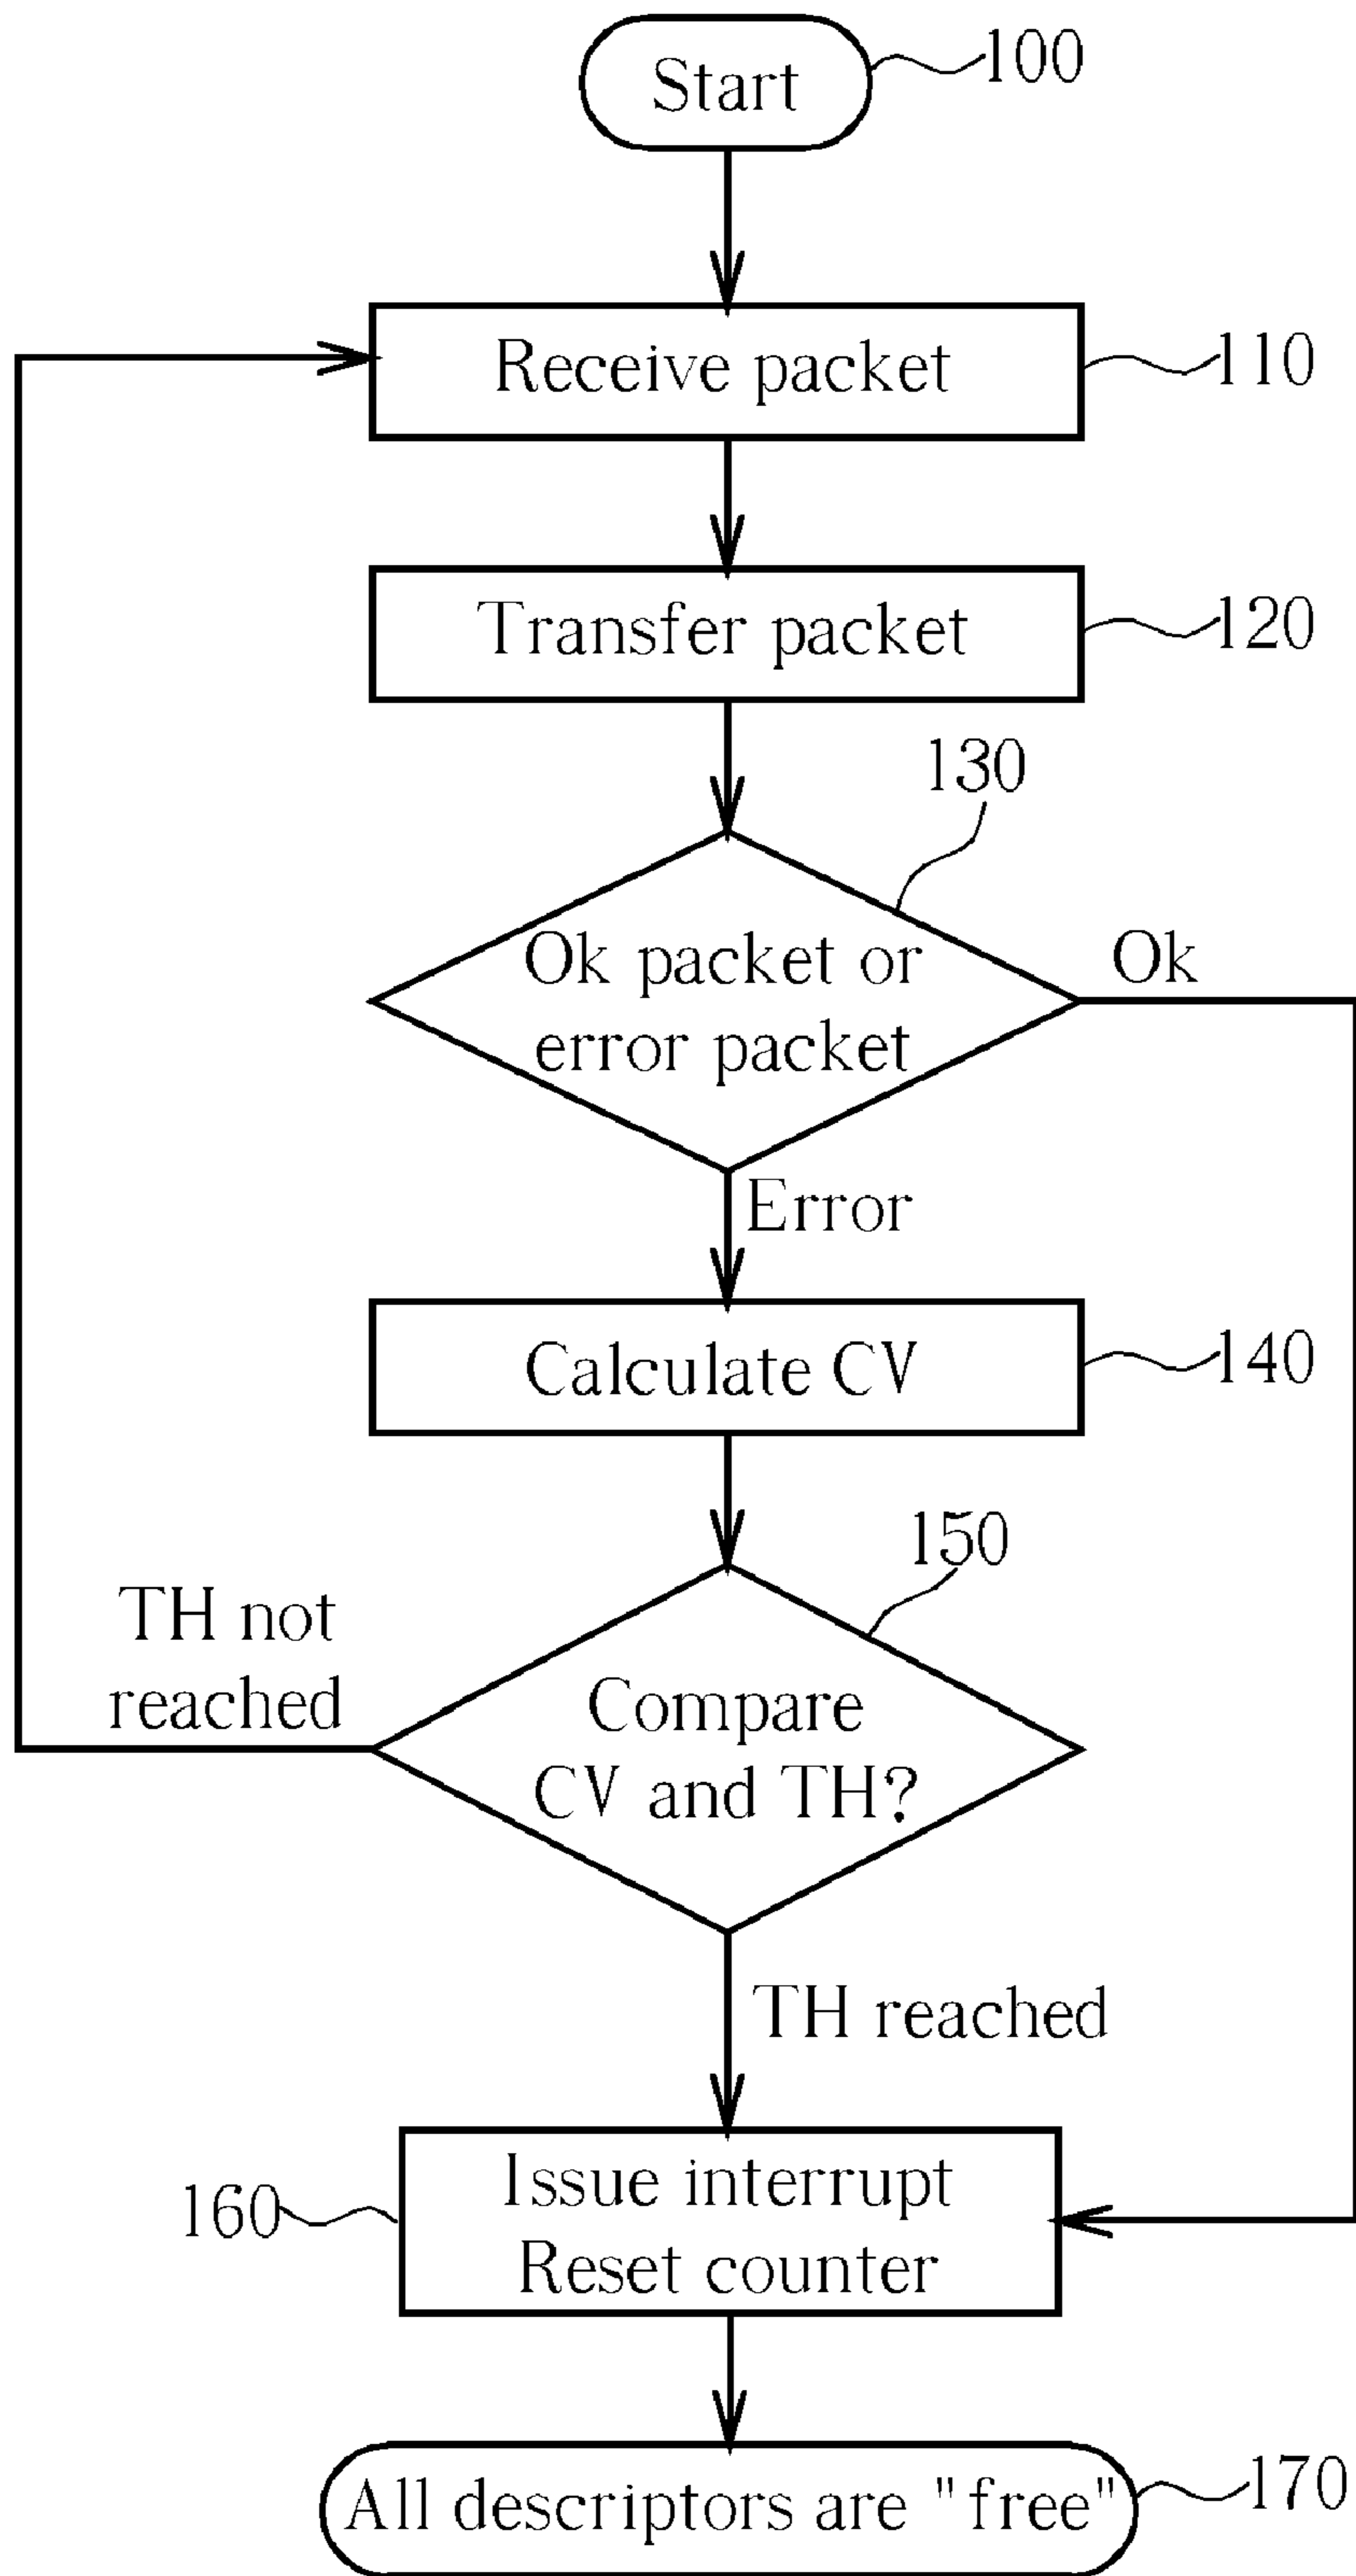 Start
100
Receive packet
110
Transfer packet
120
130
Ok packet or
error packet
Ok
Error
Calculate CV
140
150
TH not
reached
Compare
CV and TH?
TH reached
160
Issue interrupt
Reset counter
All descriptors are "free"
170